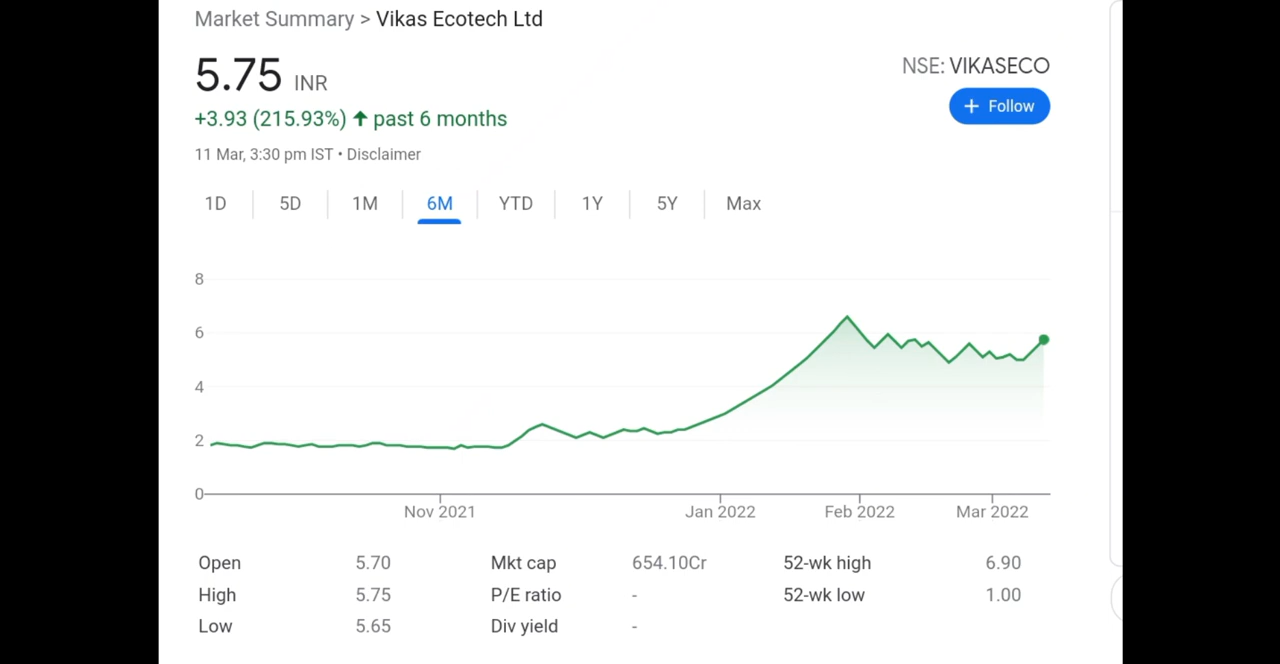 Market Summary > Vikas Ecotech Ltd
5.75 INR
NSE: VIKASECO
+ Follow
+3.93 (215.93%) ↑ past 6 months
11 Mar, 3:30 pm IST • Disclaimer
1D 5D 1M 6M YTD 1Y 5Y Max
8
6
4
2
0
Nov 2021 Jan 2022 Feb 2022 Mar 2022
Open 5.70 Mkt cap 654.10Cr 52-wk high 6.90
High 5.75 P/E ratio - 52-wk low 1.00
Low 5.65 Div yield -